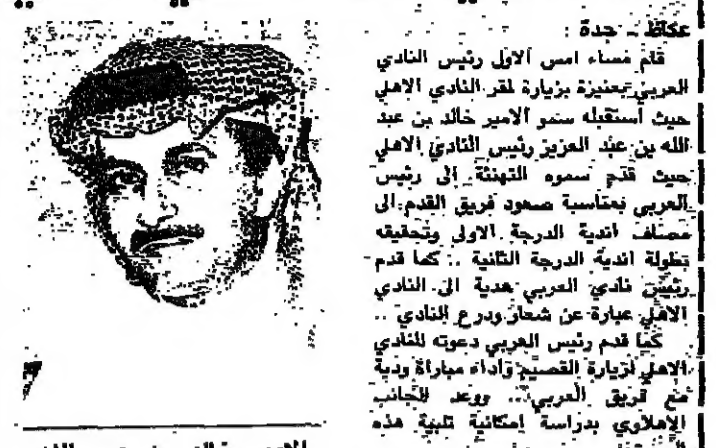 عكاظ - جدة :
قام مساء امس الاول رئيس النادي
العربي بعنيزة بزيارة لمقر النادي الاهلي
حيث استقبله سمو الامير خالد بن عبد
الله بن عبد العزيز رئيس النادي الاهلي
حيث قدم سموه التهنئة الى رئيس
العربي بمناسبة صعود فريق القدم الى
مصاف اندية الدرجة الاولى وتحقيقه
بطولة اندية الدرجة الثانية .. كما قدم
رئيس نادي العربي هدية الى النادي
الاهلي عبارة عن شعار ودرع النادي ..
كما قدم رئيس العربي دعوته للنادي
الاهلي لزيارة القصيم وأداء مباراة ودية
مع فريق العربي .. ووعد الجانب
الاهلاوي بدراسة إمكانية تلبية هذه